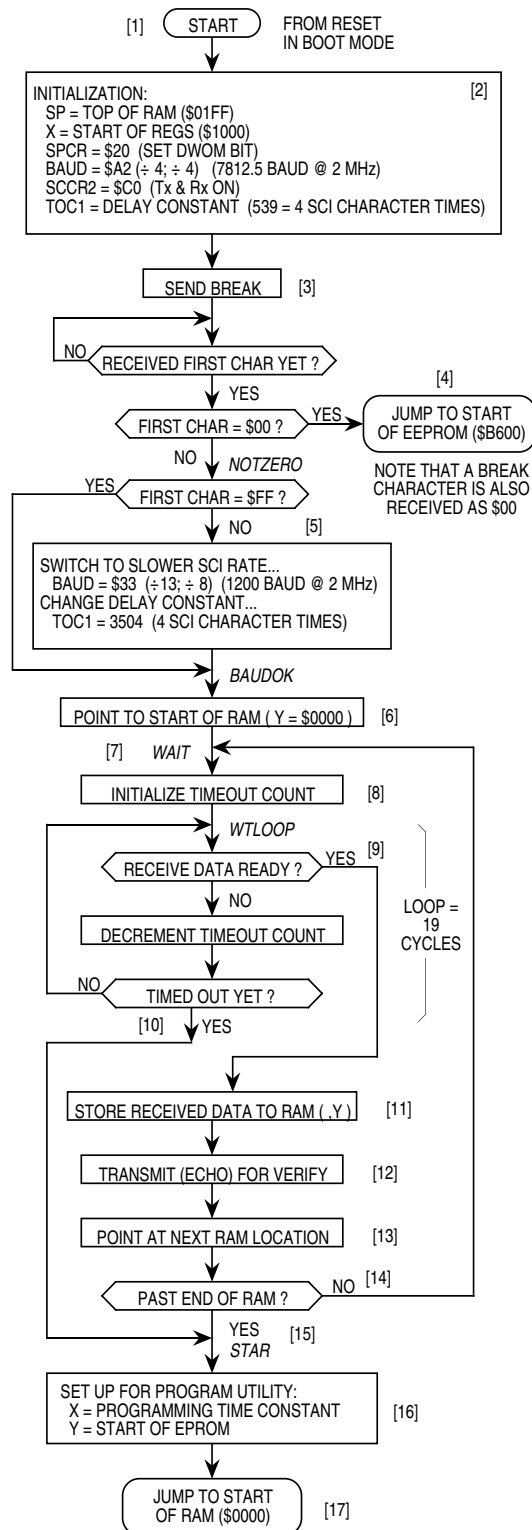 [1]
START
FROM RESET
IN BOOT MODE
[2]
INITIALIZATION:
SP = TOP OF RAM ($01FF)
X = START OF REGS ($1000)
SPCR = $20 (SET DWOM BIT)
BAUD = $A2 (÷ 4; ÷ 4) (7812.5 BAUD @ 2 MHz)
SCCR2 = $C0 (Tx & Rx ON)
TOC1 = DELAY CONSTANT (539 = 4 SCI CHARACTER TIMES)
SEND BREAK
[3]
NO
RECEIVED FIRST CHAR YET ?
YES
[4]
FIRST CHAR = $00 ?
YES
JUMP TO START
OF EEPROM ($B600)
NO
NOTZERO
NOTE THAT A BREAK
CHARACTER IS ALSO
RECEIVED AS $00
YES
FIRST CHAR = $FF ?
NO
[5]
SWITCH TO SLOWER SCI RATE...
BAUD = $33 (÷13; ÷ 8) (1200 BAUD @ 2 MHz)
CHANGE DELAY CONSTANT...
TOC1 = 3504 (4 SCI CHARACTER TIMES)
BAUDOK
POINT TO START OF RAM ( Y = $0000 )
[6]
[7]
WAIT
INITIALIZE TIMEOUT COUNT
[8]
WTLOOP
RECEIVE DATA READY ?
YES
[9]
NO
LOOP =
19
CYCLES
DECREMENT TIMEOUT COUNT
NO
TIMED OUT YET ?
[10]
YES
STORE RECEIVED DATA TO RAM ( ,Y )
[11]
TRANSMIT (ECHO) FOR VERIFY
[12]
POINT AT NEXT RAM LOCATION
[13]
PAST END OF RAM ?
NO
[14]
YES
[15]
STAR
SET UP FOR PROGRAM UTILITY:
X = PROGRAMMING TIME CONSTANT
Y = START OF EPROM
[16]
JUMP TO START
OF RAM ($0000)
[17]